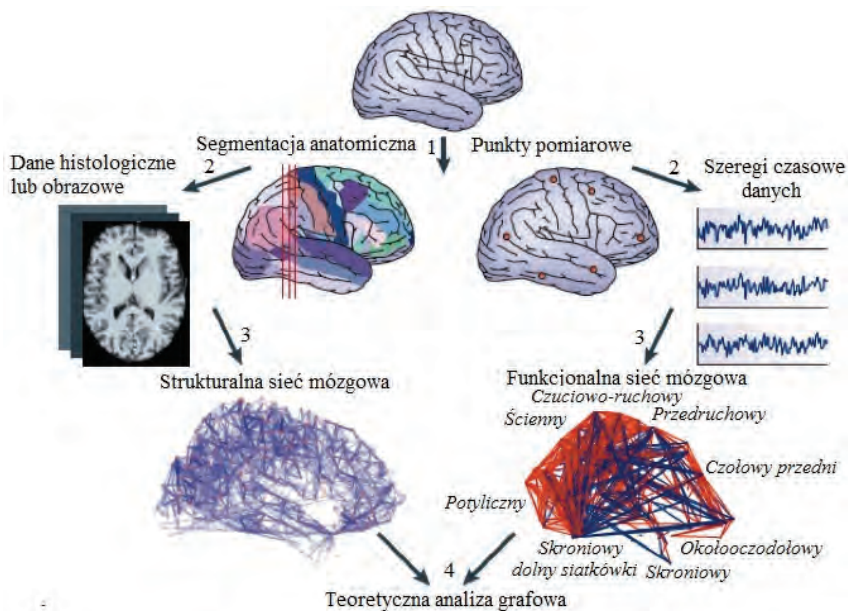 Segmentacja anatomiczna
1
Punkty pomiarowe
Dane histologiczne
lub obrazowe
2
2
Szeregi czasowe
danych
3
3
Strukturalna sieć mózgowa
Funkcjonalna sieć mózgowa
Czuciowo-ruchowy
Ścienny
Przedruchowy
Czołowy przedni
Potyliczny
Skroniowy
dolny siatkówki
Skroniowy
Okołooczodołowy
4
Teoretyczna analiza grafowa